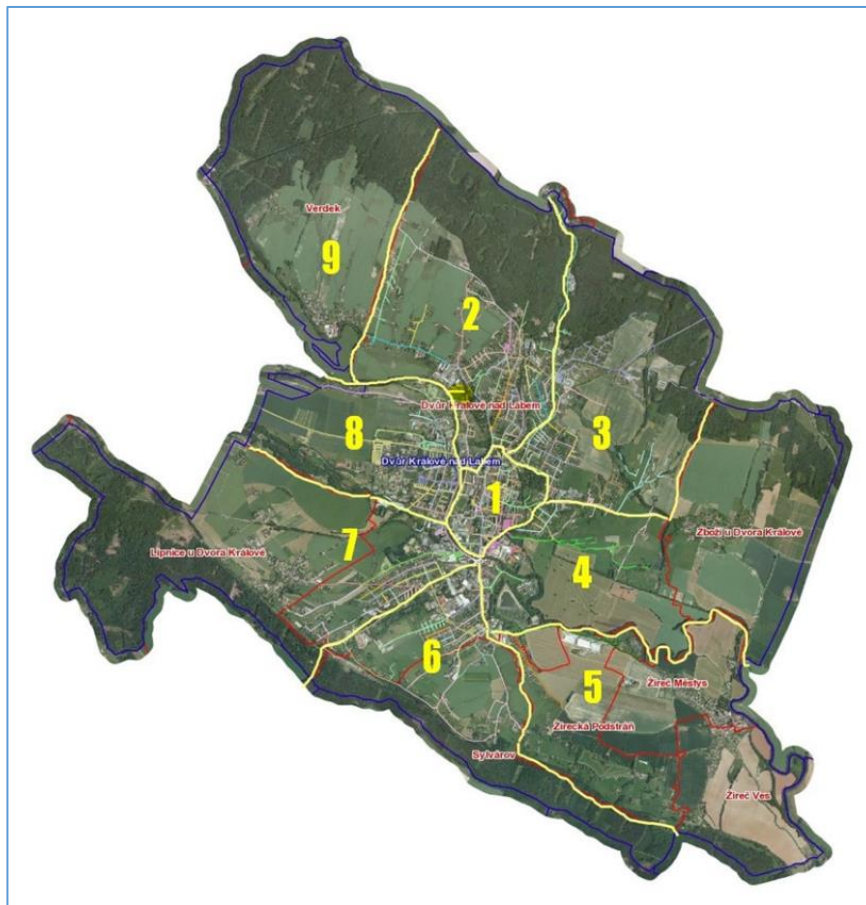 Verdek
9
2
Dvůr Králové nad Labem
3
8
Dvůr Králové nad Labem
1
Zboží u Dvora Králové
Lipnice u Dvora Králové
7
4
6
5
Žireč Městys
Žirecká Podstráň
Sylvárov
Žireč Ves